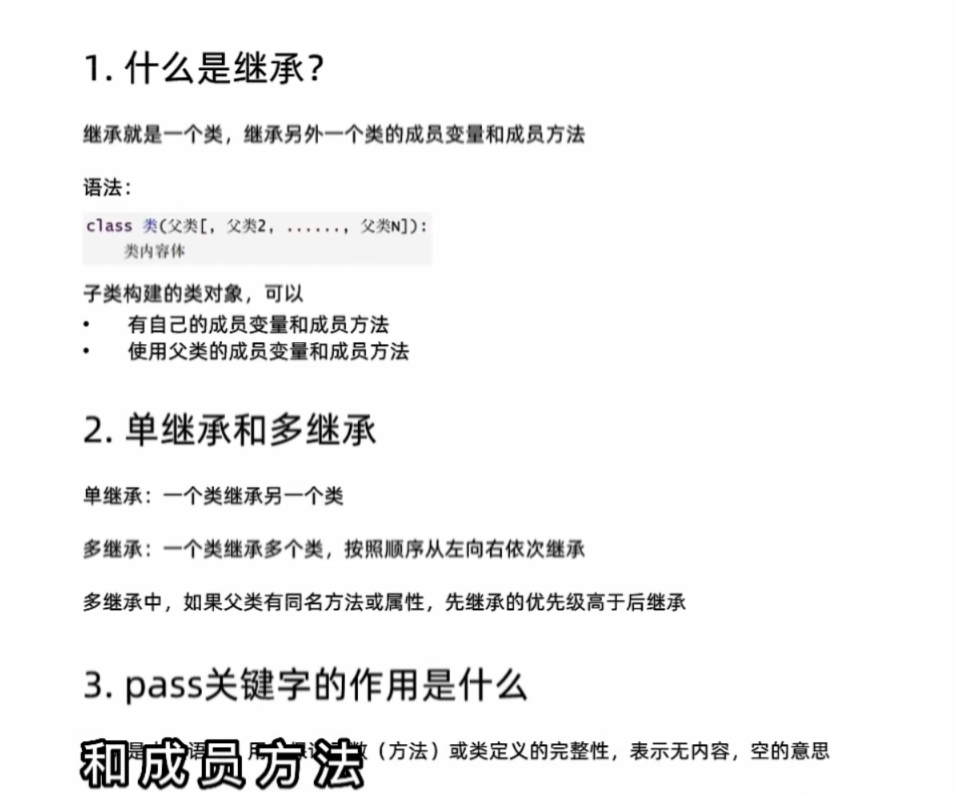 1. 什么是继承？
继承就是一个类，继承另外一个类的成员变量和成员方法
语法：
class 类(父类[, 父类2, ......, 父类N]):
类内容体
子类构建的类对象，可以
• 有自己的成员变量和成员方法
• 使用父类的成员变量和成员方法
2. 单继承和多继承
单继承：一个类继承另一个类
多继承：一个类继承多个类，按照顺序从左向右依次继承
多继承中，如果父类有同名方法或属性，先继承的优先级高于后继承
3. pass关键字的作用是什么
是 语 用 数（方法）或类定义的完整性，表示无内容，空的意思
和成员方法